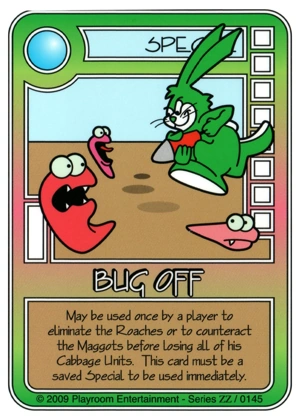 SPEC
BUG OFF
May be used once by a player to
eliminate the Roaches or to counteract
the Maggots before losing all of his
Cabbage Units. This card must be a
saved Special to be used immediately.
© 2009 Playroom Entertainment - Series ZZ / 0145